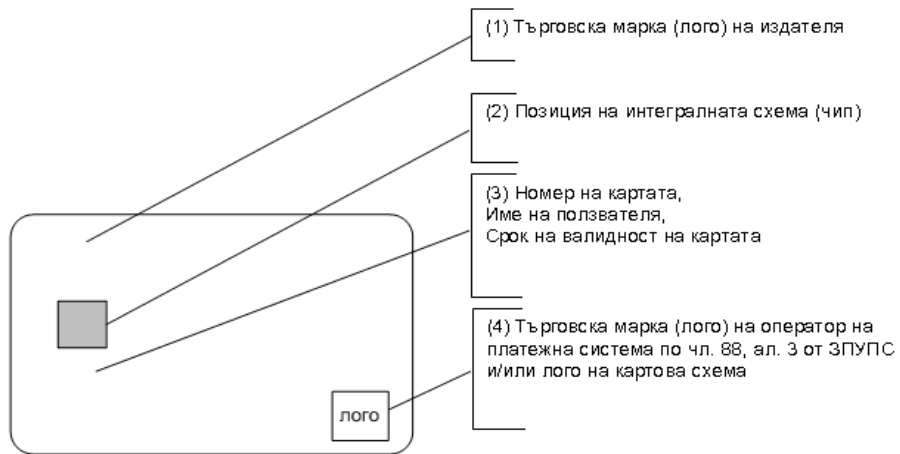 (1) Търговска марка (лого) на издателя
(2) Позиция на интегралната схема (чип)
(3) Номер на картата,
Име на ползвателя,
Срок на валидност на картата
(4) Търговска марка (лого) на оператор на
платежна система по чл. 88, ал. 3 от ЗПУПС
и/или лого на картова схема
лого